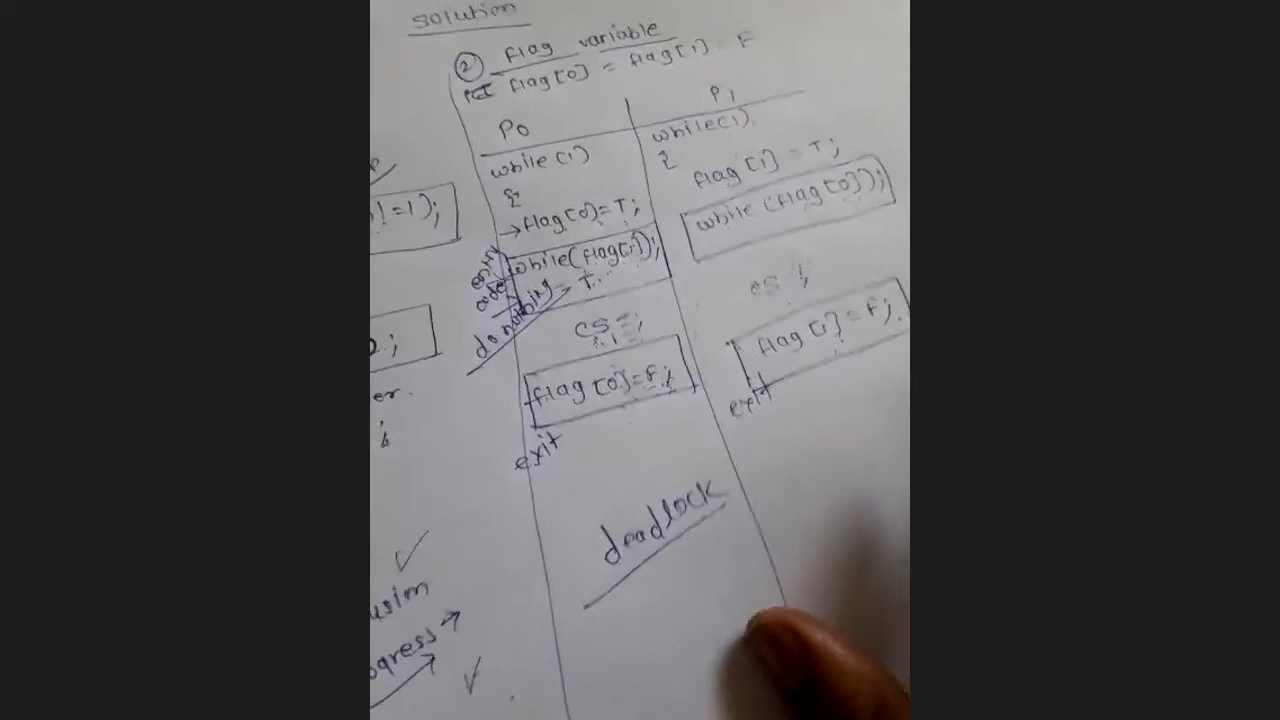 solution
② flag variable
flag[0] = flag[1] = F
P0
while(1)
{
→flag[0]=T;
while(flag[1]);
entry
do nothing = T.
cs =;
flag[0]=F;
exit
P1
while(1).
{
flag[1] = T;
while(flag[0]);
cs ;
flag[1]=F;
exit
deadlock
!=1);
;
er.
usim
ogress →